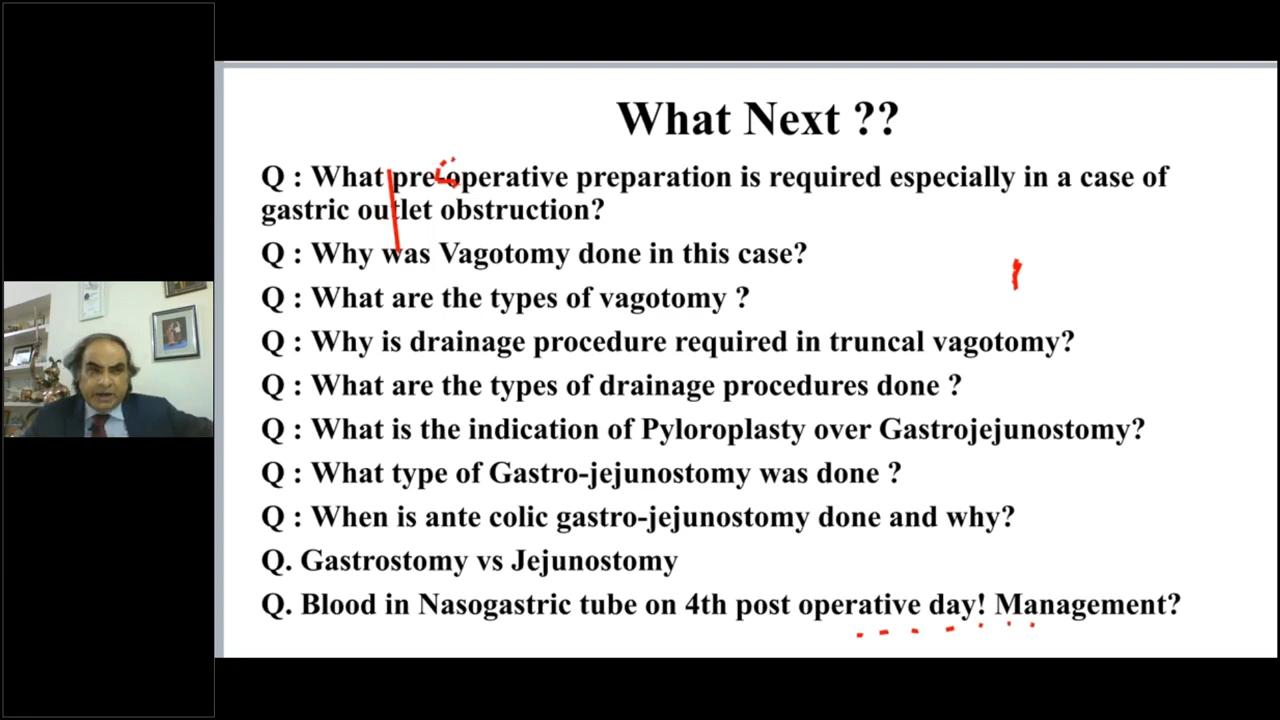 What Next ??
Q : What pre-operative preparation is required especially in a case of
gastric outlet obstruction?
Q : Why was Vagotomy done in this case?
Q : What are the types of vagotomy ?
Q : Why is drainage procedure required in truncal vagotomy?
Q : What are the types of drainage procedures done ?
Q : What is the indication of Pyloroplasty over Gastrojejunostomy?
Q : What type of Gastro-jejunostomy was done ?
Q : When is ante colic gastro-jejunostomy done and why?
Q. Gastrostomy vs Jejunostomy
Q. Blood in Nasogastric tube on 4th post operative day! Management?